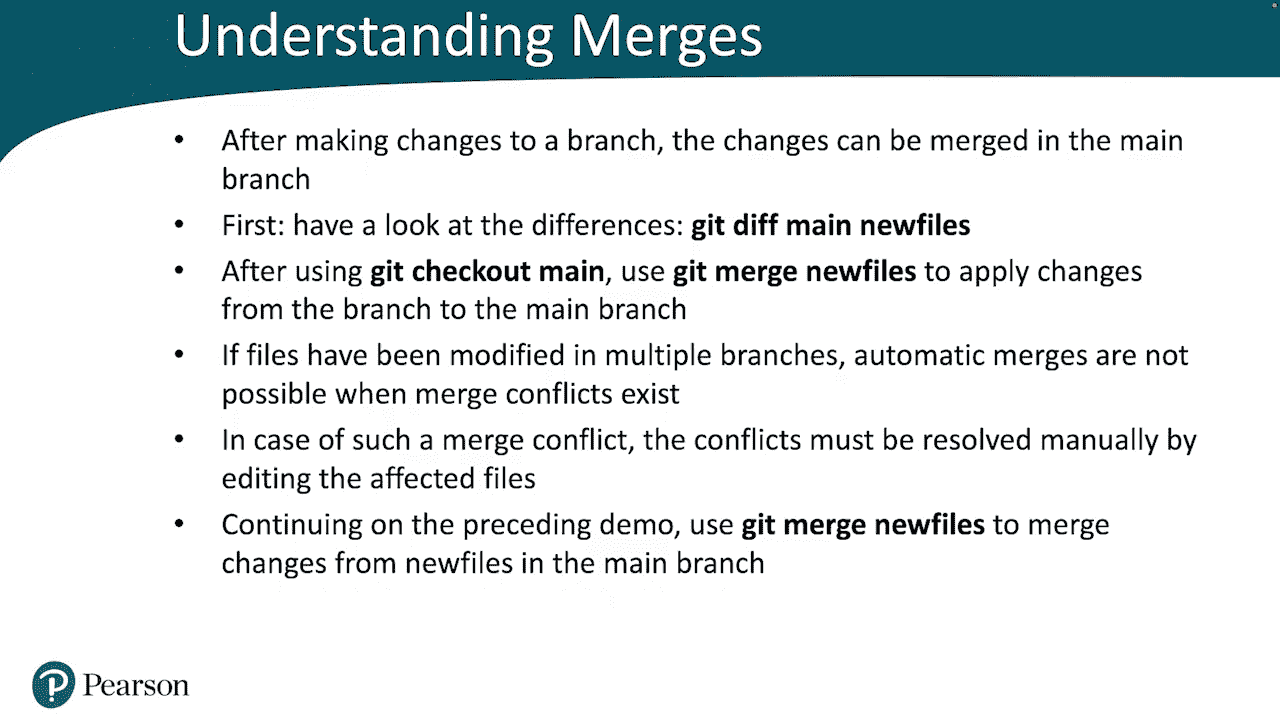 Understanding Merges
• After making changes to a branch, the changes can be merged in the main
branch
• First: have a look at the differences: git diff main newfiles
• After using git checkout main, use git merge newfiles to apply changes
from the branch to the main branch
• If files have been modified in multiple branches, automatic merges are not
possible when merge conflicts exist
• In case of such a merge conflict, the conflicts must be resolved manually by
editing the affected files
• Continuing on the preceding demo, use git merge newfiles to merge
changes from newfiles in the main branch
Pearson